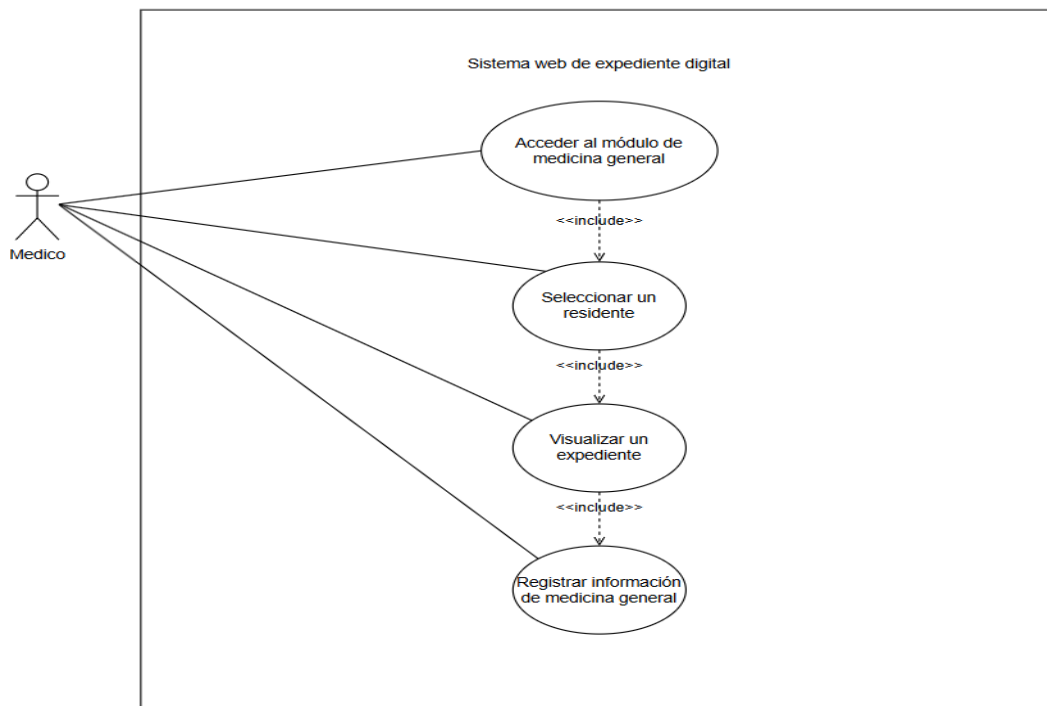 Sistema web de expediente digital
Acceder al módulo de
medicina general
<<include>>
Medico
Seleccionar un
residente
<<include>>
Visualizar un
expediente
<<include>>
Registrar información
de medicina general